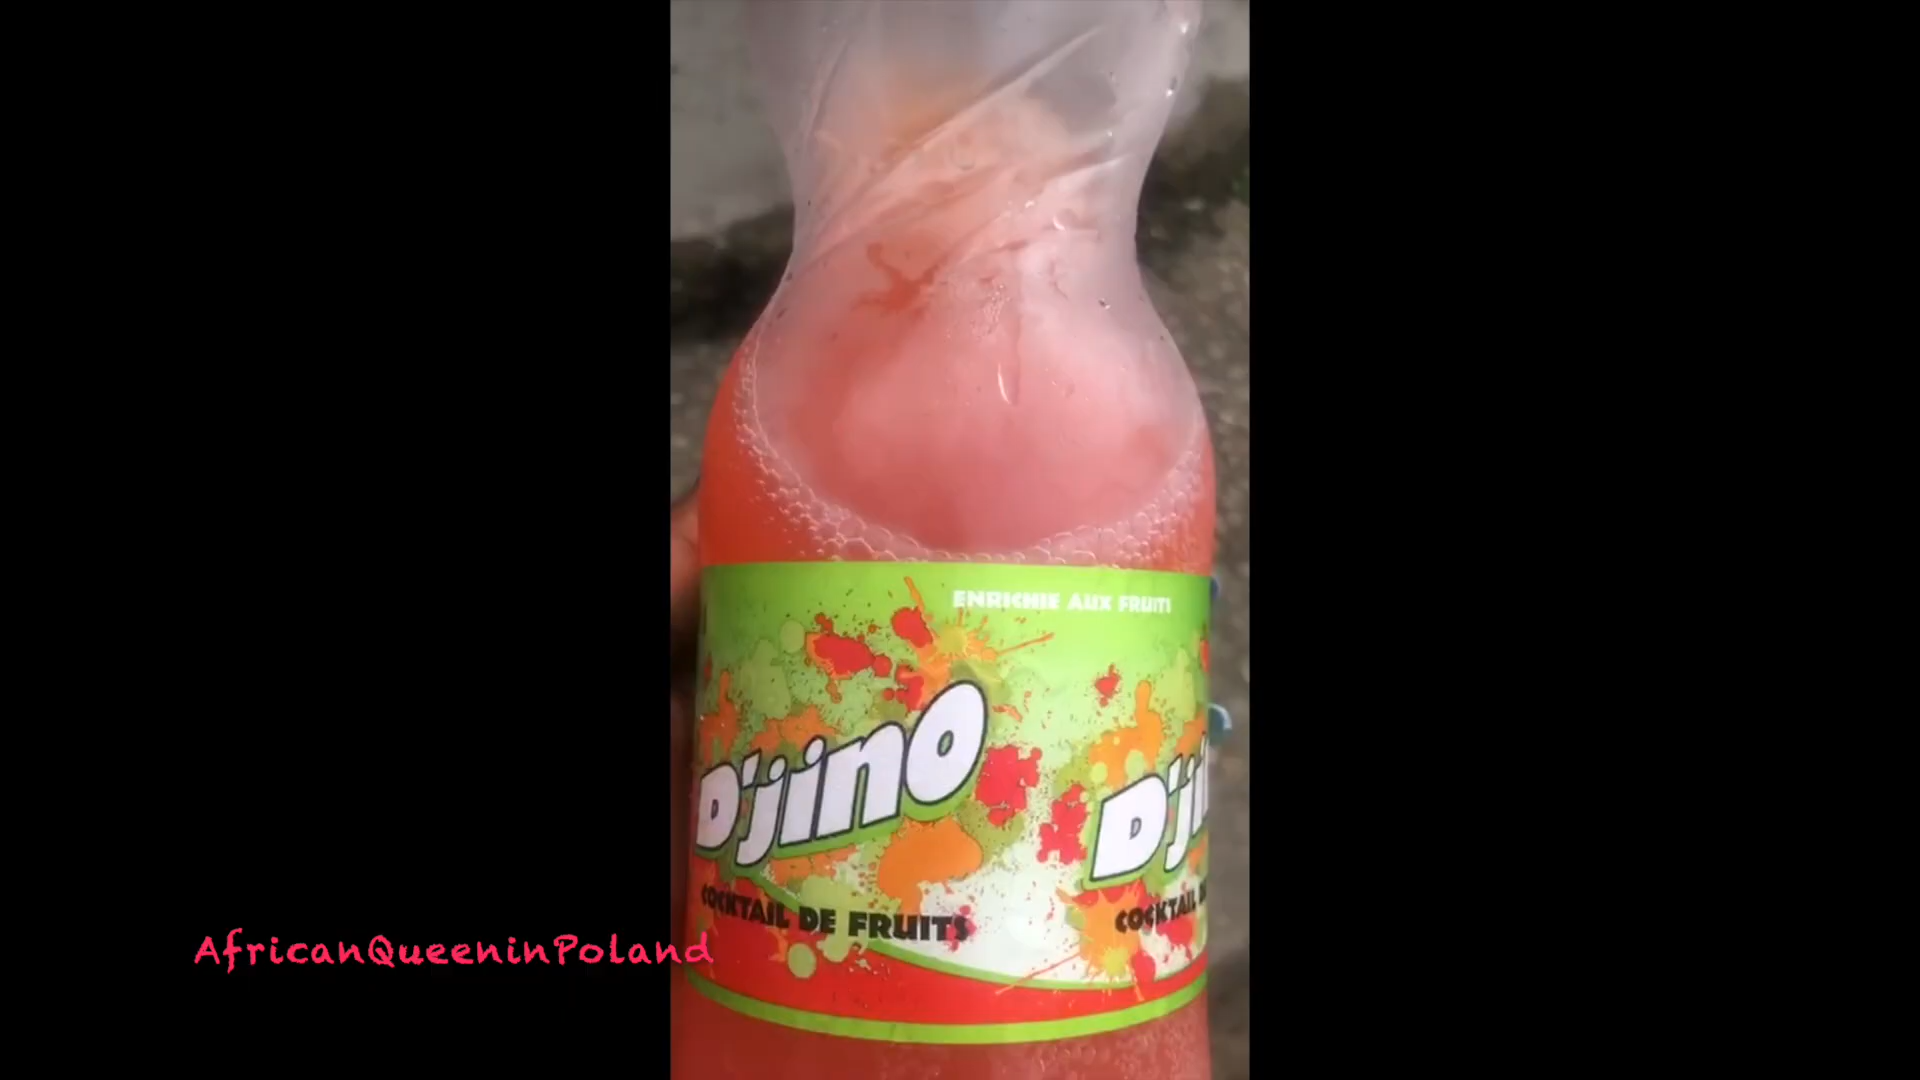 ENRICHIE AUX FRUITS
D'jino
D'ji
COCKTAIL DE FRUITS
COCKTAIL
AfricanQueeninPoland